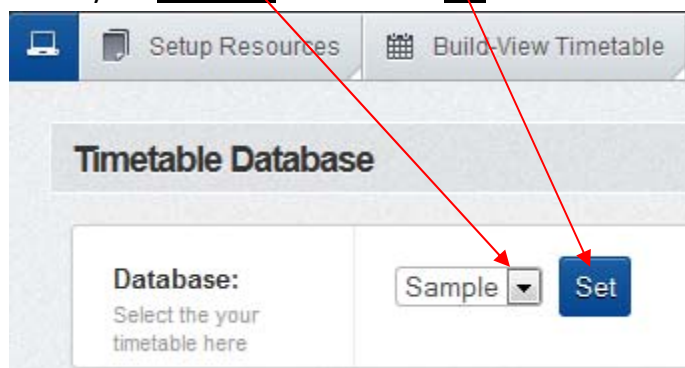 Setup Resources Build-View Timetable
Timetable Database
Database: Sample Set
Select the your
timetable here